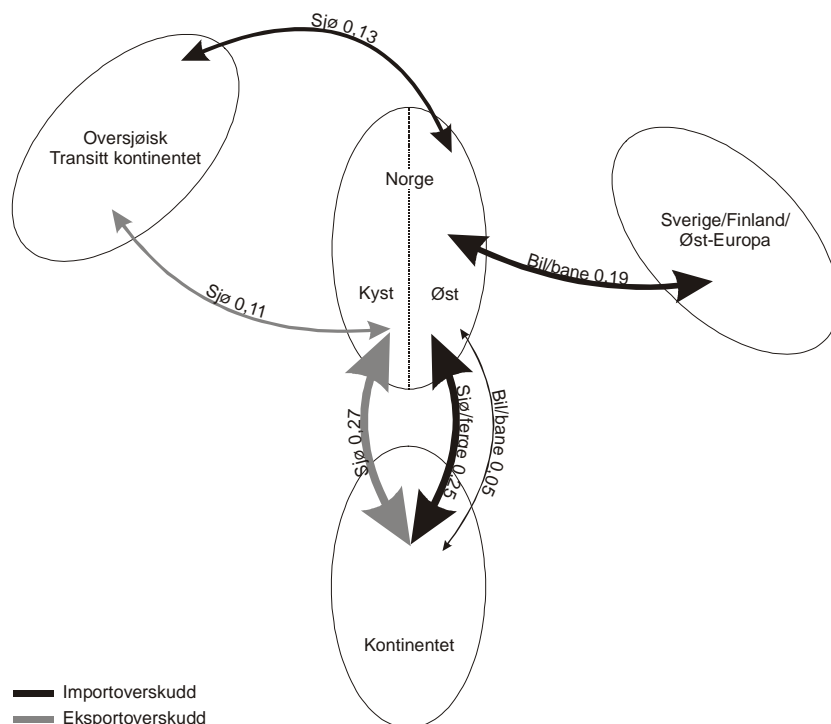 Sjø 0,13
Oversjøisk
Transitt kontinentet
Norge
Sverige/Finland/
Øst-Europa
Bil/bane 0,19
Sjø 0,11
Kyst
Øst
Sjø 0,27
Sjø/ferge 0,25
Bil/bane 0,05
Kontinentet
Importoverskudd
Eksportoverskudd